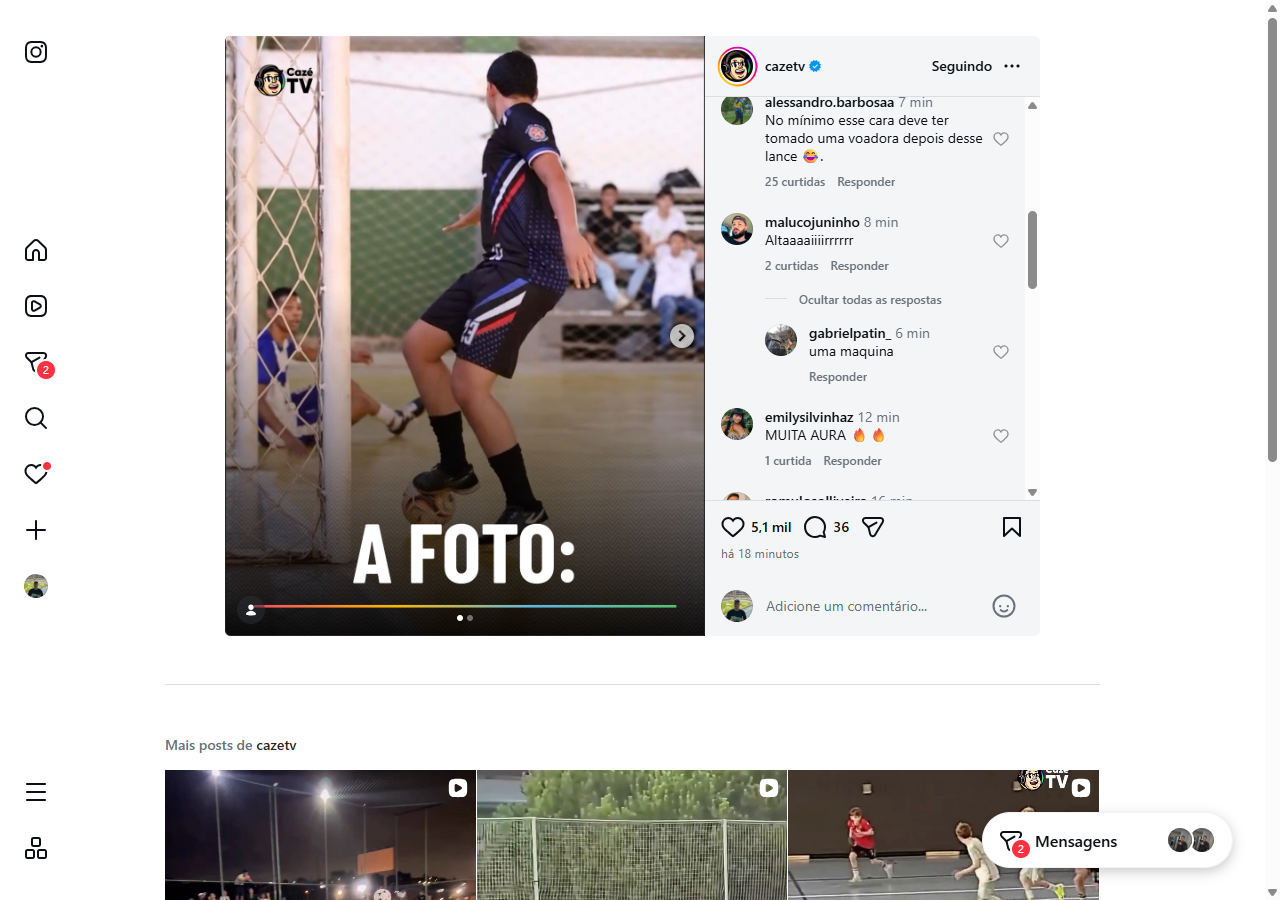 Cazé
TV
A FOTO:
cazetv
Seguindo
alessandro.barbosaa 7 min
No mínimo esse cara deve ter
tomado uma voadora depois desse
lance 😂.
25 curtidas Responder
malucojuninho 8 min
Altaaaaiiiirrrrrr
2 curtidas Responder
Ocultar todas as respostas
gabrielpatin_ 6 min
uma maquina
Responder
emilysilvinhaz 12 min
MUITA AURA 🔥 🔥
1 curtida Responder
5,1 mil 36
há 18 minutos
Adicione um comentário...
2
Mais posts de cazetv
TV
2
Mensagens